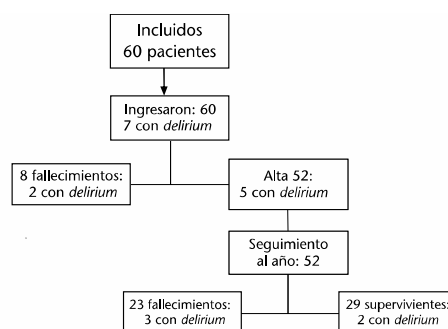 Incluidos
60 pacientes
Ingresaron: 60
7 con delirium
8 fallecimientos:
2 con delirium
Alta 52:
5 con delirium
Seguimiento
al año: 52
23 fallecimientos:
3 con delirium
29 supervivientes:
2 con delirium